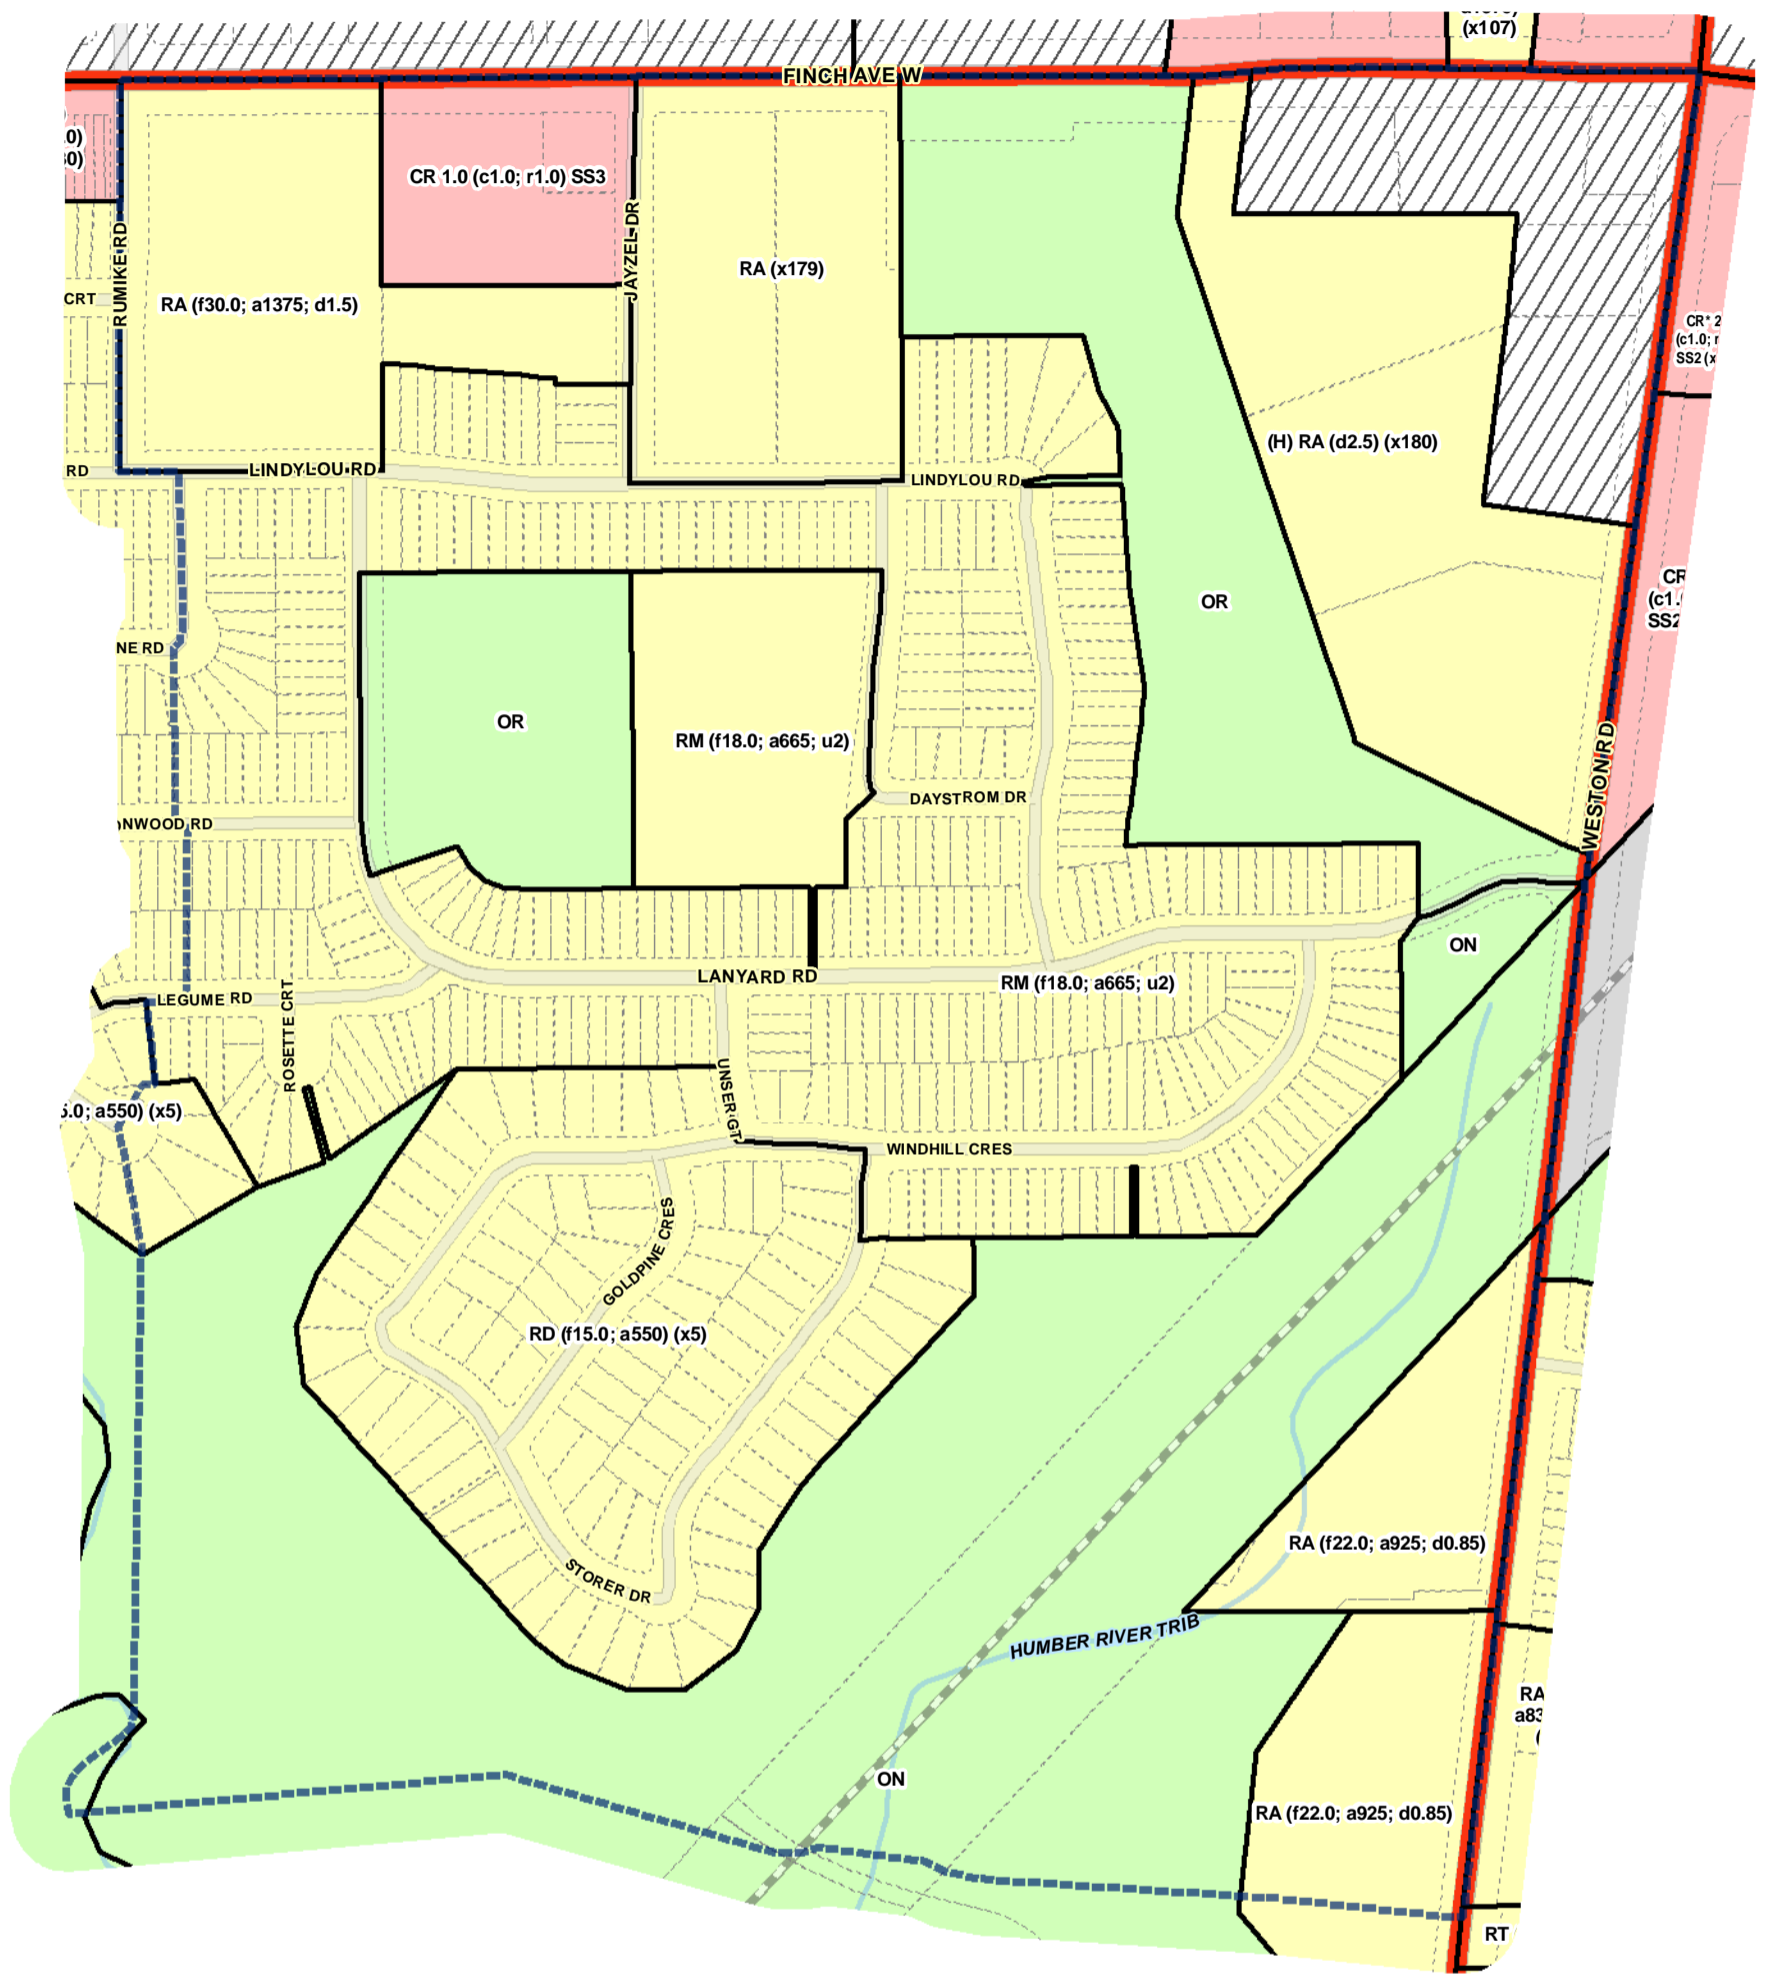 (x107)
FINCH AVE W
CR 1.0 (c1.0; r1.0) SS3
RUMIKE RD
JAYZEL DR
RA (x179)
CRT
RA (f30.0; a1375; d1.5)
CR* 2
(c1.0; r
SS2 (x
(H) RA (d2.5) (x180)
RD
LINDYLOU RD
LINDYLOU RD
CR
(c1.
SS2
OR
NE RD
OR
RM (f18.0; a665; u2)
WESTON RD
DAYSTROM DR
NWOOD RD
ON
LANYARD RD
RM (f18.0; a665; u2)
LEGUME RD
ROSETTE CRT
UNSER GT
5.0; a550) (x5)
WINDHILL CRES
GOLDPINE CRES
RD (f15.0; a550) (x5)
RA (f22.0; a925; d0.85)
STORER DR
HUMBER RIVER TRIB
RA
a83
ON
RA (f22.0; a925; d0.85)
RT